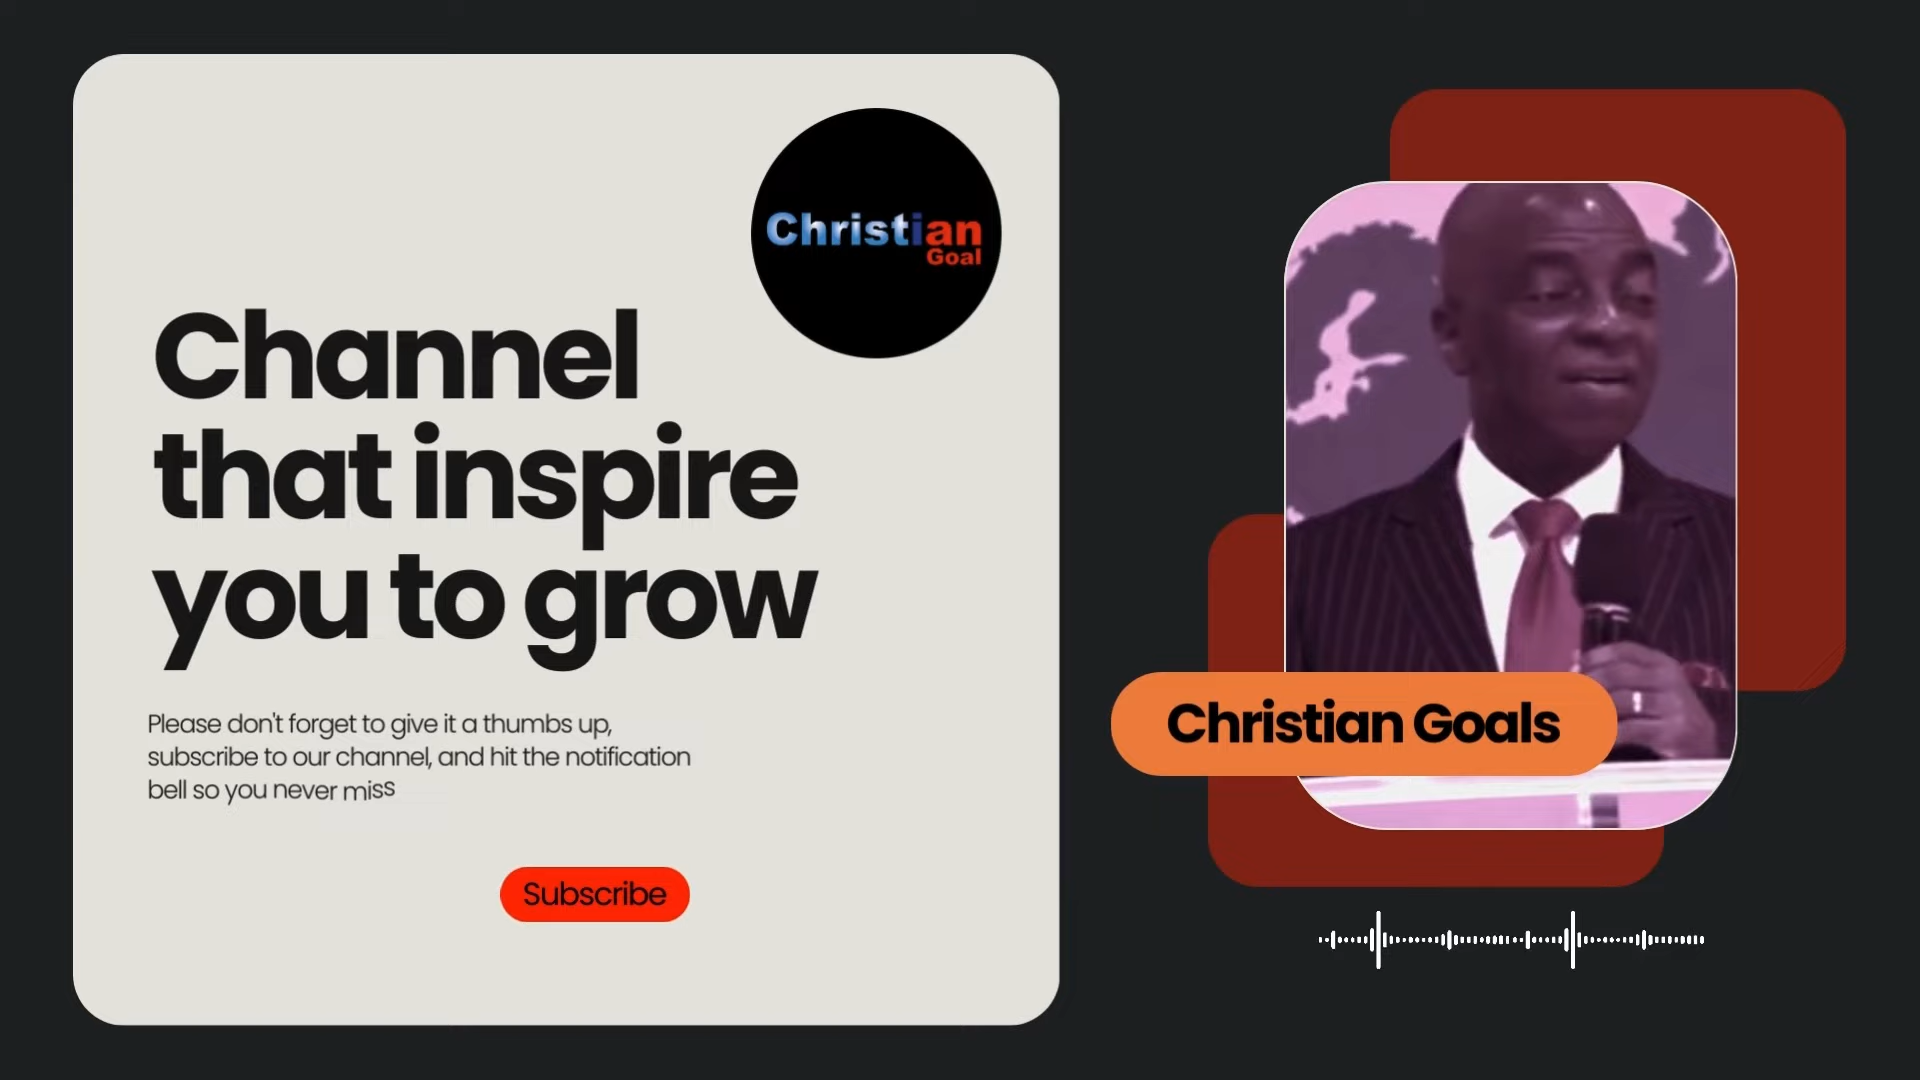 Christian
Goal
Channel
that inspire
you to grow
Please don't forget to give it a thumbs up,
subscribe to our channel, and hit the notification
bell so you never miss
Subscribe
Christian Goals